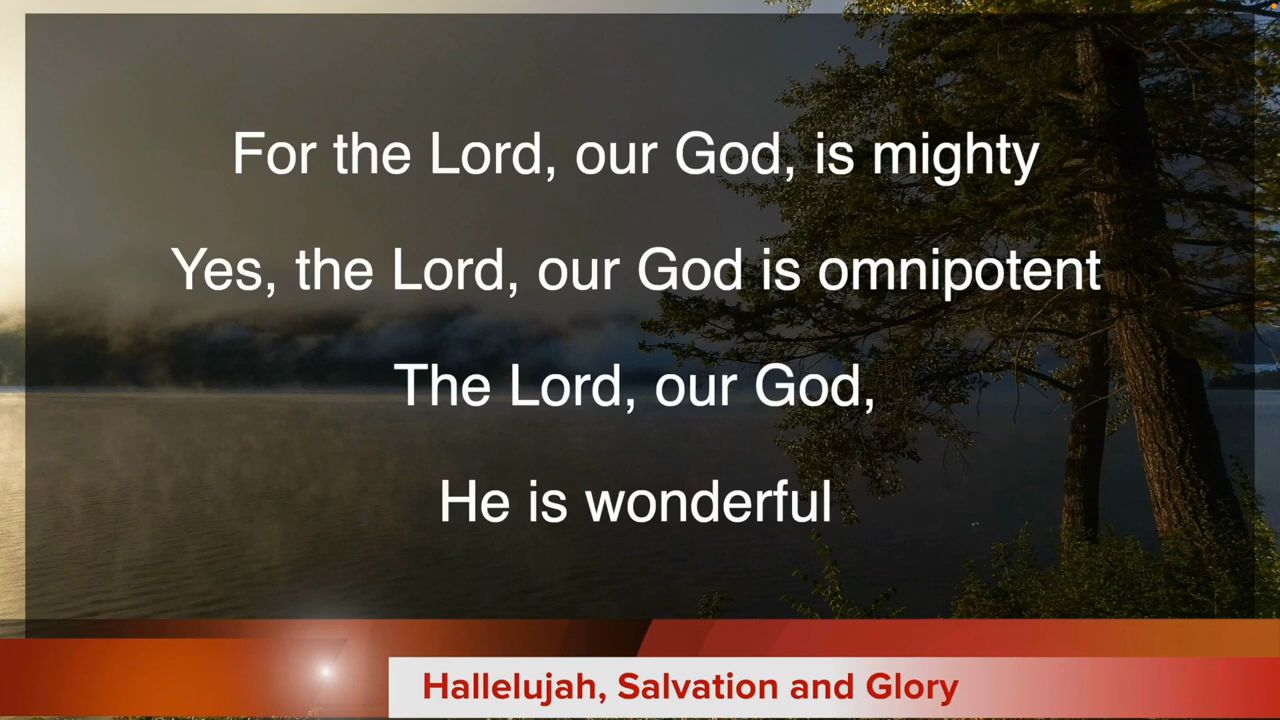 For the Lord, our God, is mighty
Yes, the Lord, our God is omnipotent
The Lord, our God,
He is wonderful
Hallelujah, Salvation and Glory